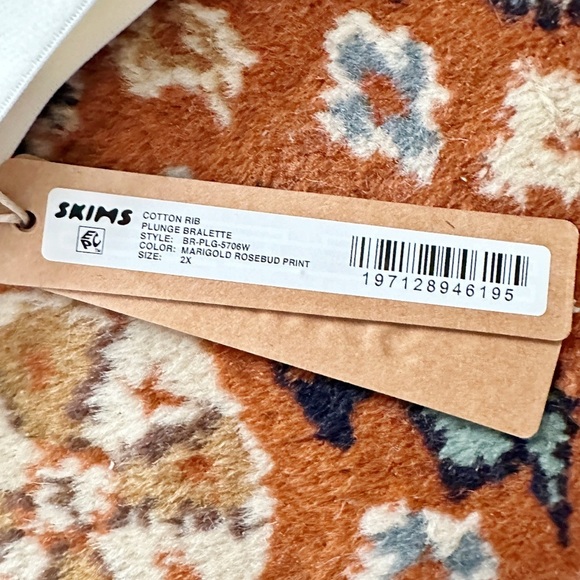 SKIMS
COTTON RIB
PLUNGE BRALETTE
STYLE: BR-PLG-5706W
COLOR: MARIGOLD ROSEBUD PRINT
SIZE: 2X
197128946195